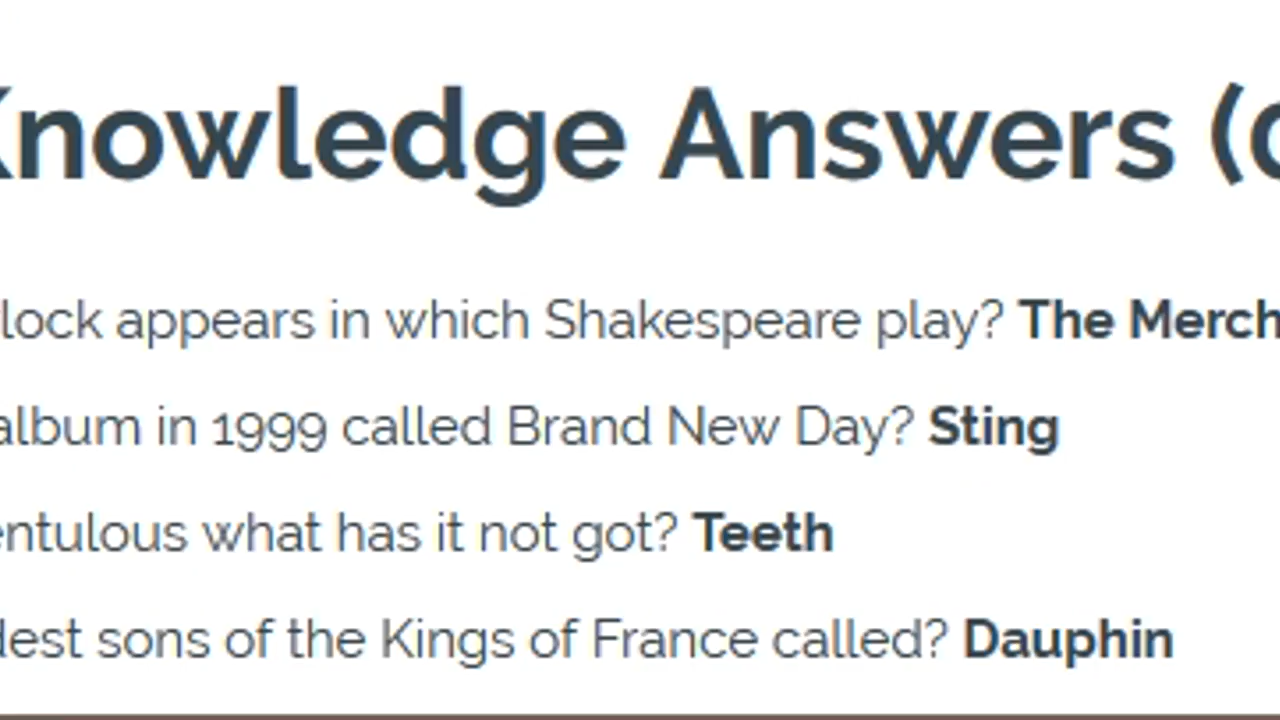 Knowledge Answers (
lock appears in which Shakespeare play? The Merch
album in 1999 called Brand New Day? Sting
entulous what has it not got? Teeth
dest sons of the Kings of France called? Dauphin